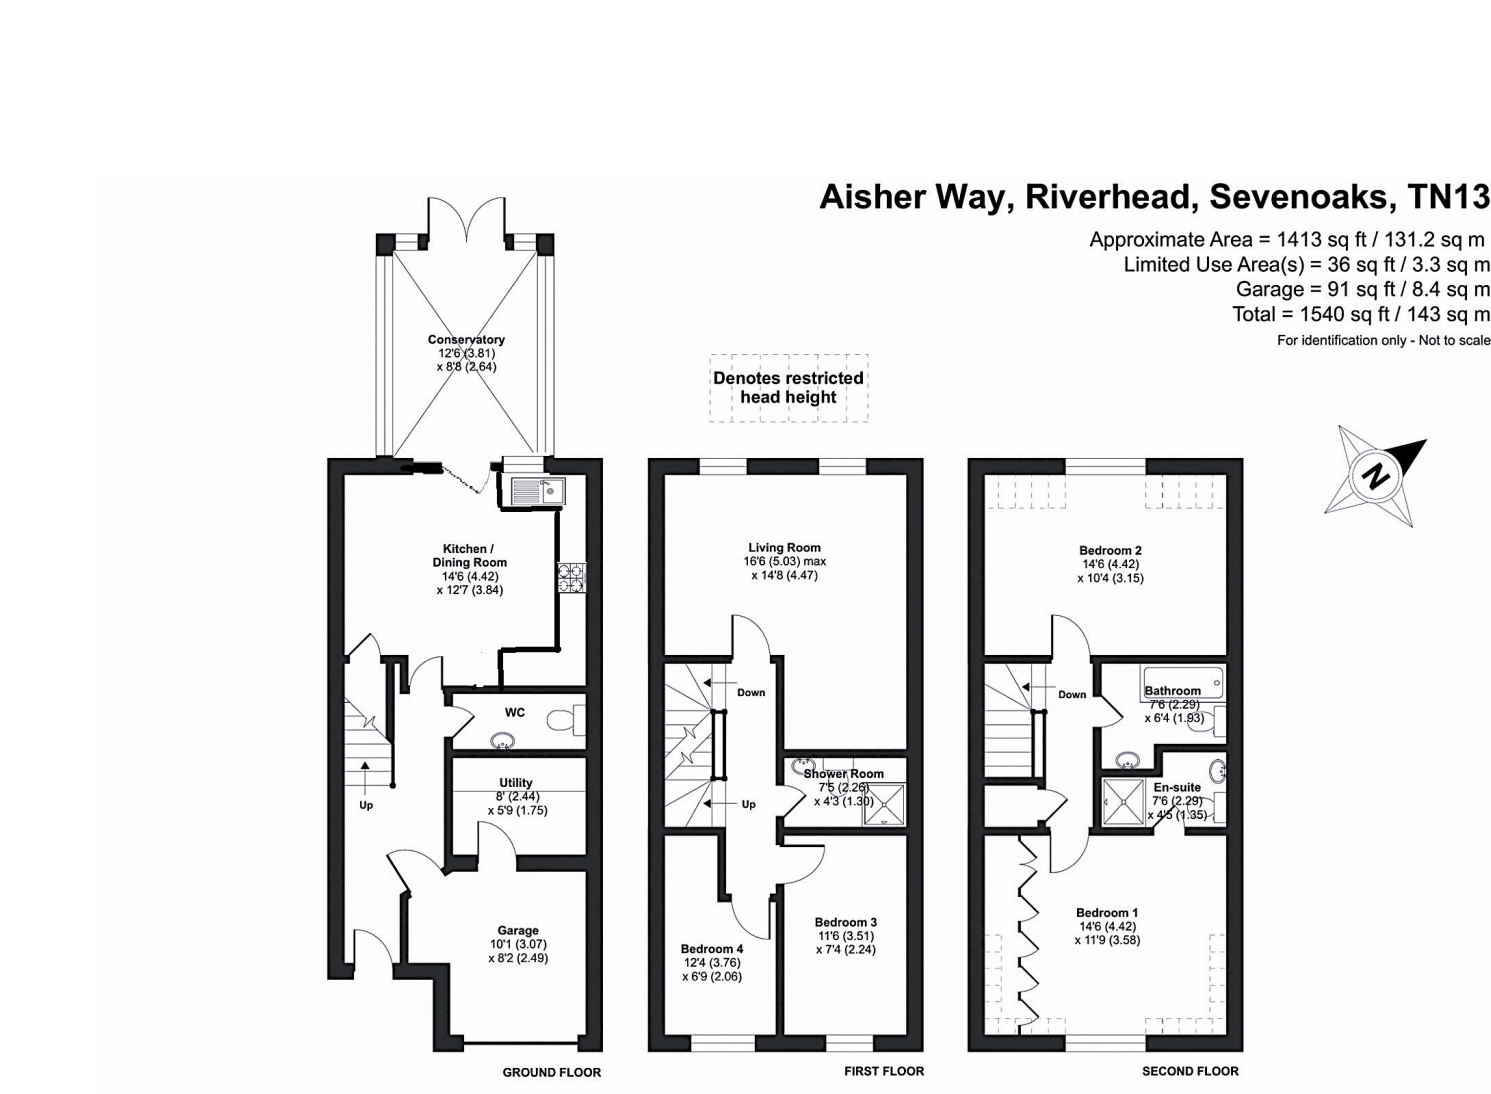 Aisher Way, Riverhead, Sevenoaks, TN13
Approximate Area = 1413 sq ft / 131.2 sq m
Limited Use Area(s) = 36 sq ft / 3.3 sq m
Garage = 91 sq ft / 8.4 sq m
Total = 1540 sq ft / 143 sq m
For identification only - Not to scale
Denotes restricted
head height
N
Conservatory
12'6 (3.81)
x 8'8 (2.64)
Kitchen /
Dining Room
14'6 (4.42)
x 12'7 (3.84)
WC
Utility
8' (2.44)
x 5'9 (1.75)
Up
Garage
10'1 (3.07)
x 8'2 (2.49)
GROUND FLOOR
Living Room
16'6 (5.03) max
x 14'8 (4.47)
Down
Up
Shower Room
7'5 (2.26)
x 4'3 (1.30)
Bedroom 3
11'6 (3.51)
x 7'4 (2.24)
Bedroom 4
12'4 (3.76)
x 6'9 (2.06)
FIRST FLOOR
Bedroom 2
14'6 (4.42)
x 10'4 (3.15)
Down
Bathroom
7'6 (2.29)
x 6'4 (1.93)
En-suite
7'6 (2.29)
x 4'5 (1.35)
Bedroom 1
14'6 (4.42)
x 11'9 (3.58)
SECOND FLOOR